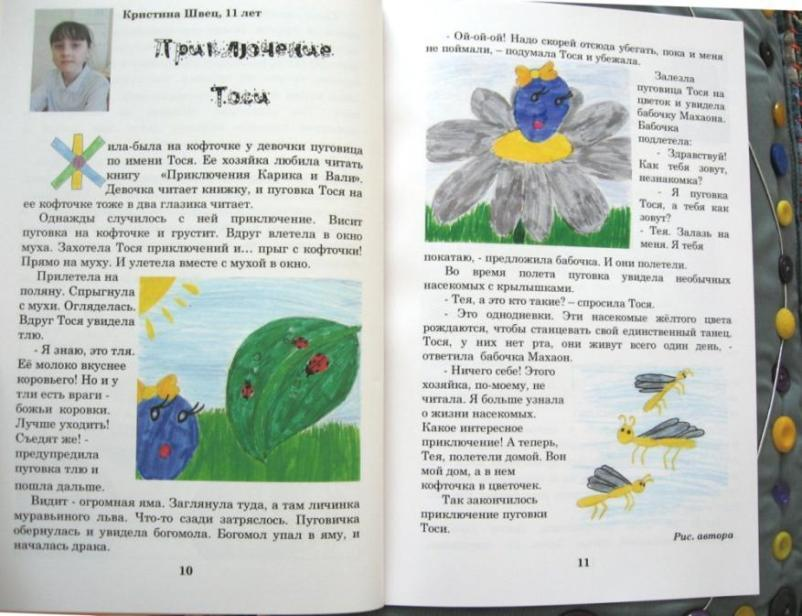 Кристина Швец, 11 лет
Приключение
Тоси
Жила-была на кофточке у девочки пуговица
по имени Тося. Ее хозяйка любила читать
книгу «Приключения Карика и Вали».
Девочка читает книжку, и пуговка Тося на
ее кофточке тоже в два глазика читает.
Однажды случилось с ней приключение. Висит
пуговка на кофточке и грустит. Вдруг влетела в окно
муха. Захотела Тося приключений и... прыг с кофточки!
Прямо на муху. И улетела вместе с мухой в окно.
Прилетела на
поляну. Спрыгнула
с мухи. Огляделась.
Вдруг Тося увидела
тлю.
- Я знаю, это тля.
Её молоко вкуснее
коровьего! Но и у
тли есть враги -
божьи коровки.
Лучше уходить!
Съедят же! -
предупредила
пуговка тлю и
пошла дальше.
Видит - огромная яма. Заглянула туда, а там личинка
муравьиного льва. Что-то сзади затряслось. Пуговичка
обернулась и увидела богомола. Богомол упал в яму, и
началась драка.
10
- Ой-ой-ой! Надо скорей отсюда убегать, пока и меня
не поймали, – подумала Тося и убежала.
Залезла
пуговица Тося на
цветок и увидела
бабочку Махаона.
Бабочка
подлетела:
- Здравствуй!
Как тебя зовут,
незнакомка?
- Я пуговка
Тося, а тебя как
зовут?
- Тея. Залазь на
меня. Я тебя
покатаю, - предложила бабочка. И они полетели.
Во время полета пуговка увидела необычных
насекомых с крылышками.
- Тея, а это кто такие? – спросила Тося.
- Это однодневки. Эти насекомые жёлтого цвета
рождаются, чтобы станцевать свой единственный танец.
Тося, у них нет рта, они живут всего один день, -
ответила бабочка Махаон.
- Ничего себе! Этого
хозяйка, по-моему, не
читала. Я больше узнала
о жизни насекомых.
Какое интересное
приключение! А теперь,
Тея, полетели домой. Вон
мой дом, а в нем
кофточка в цветочек.
Так закончилось
приключение пуговки
Тоси.
Рис. автора
11